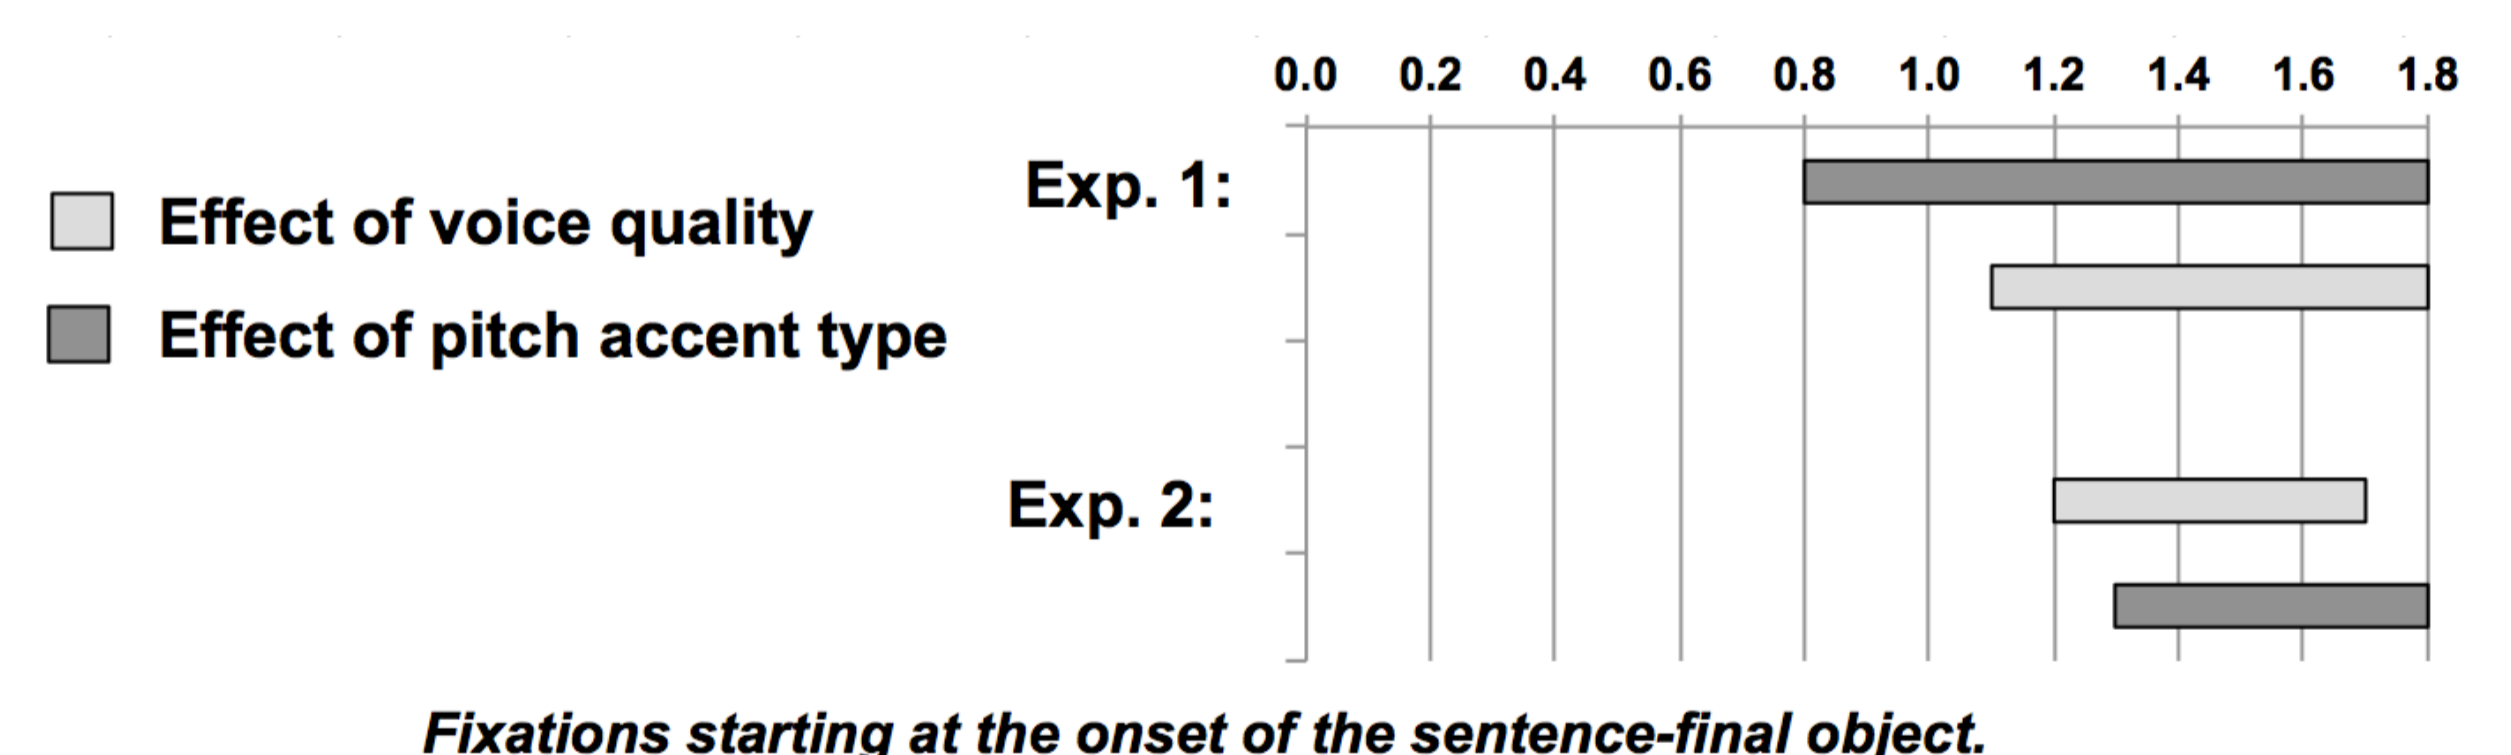 0.0 0.2 0.4 0.6 0.8 1.0 1.2 1.4 1.6 1.8
Exp. 1:
Effect of voice quality
Effect of pitch accent type
Exp. 2:
Fixations starting at the onset of the sentence-final object.